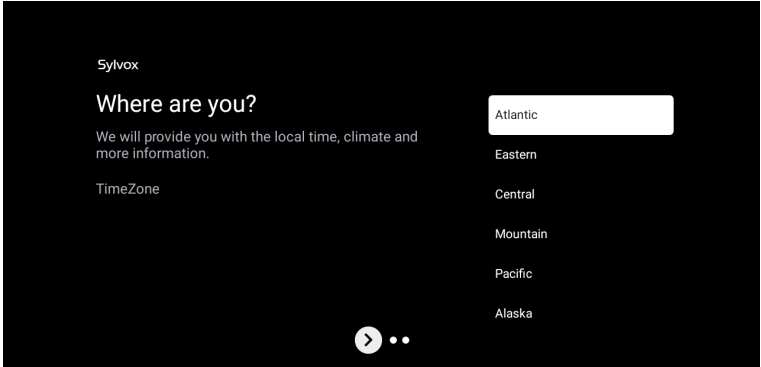 Sylvox
Where are you?
We will provide you with the local time, climate and
more information.
TimeZone
Atlantic
Eastern
Central
Mountain
Pacific
Alaska